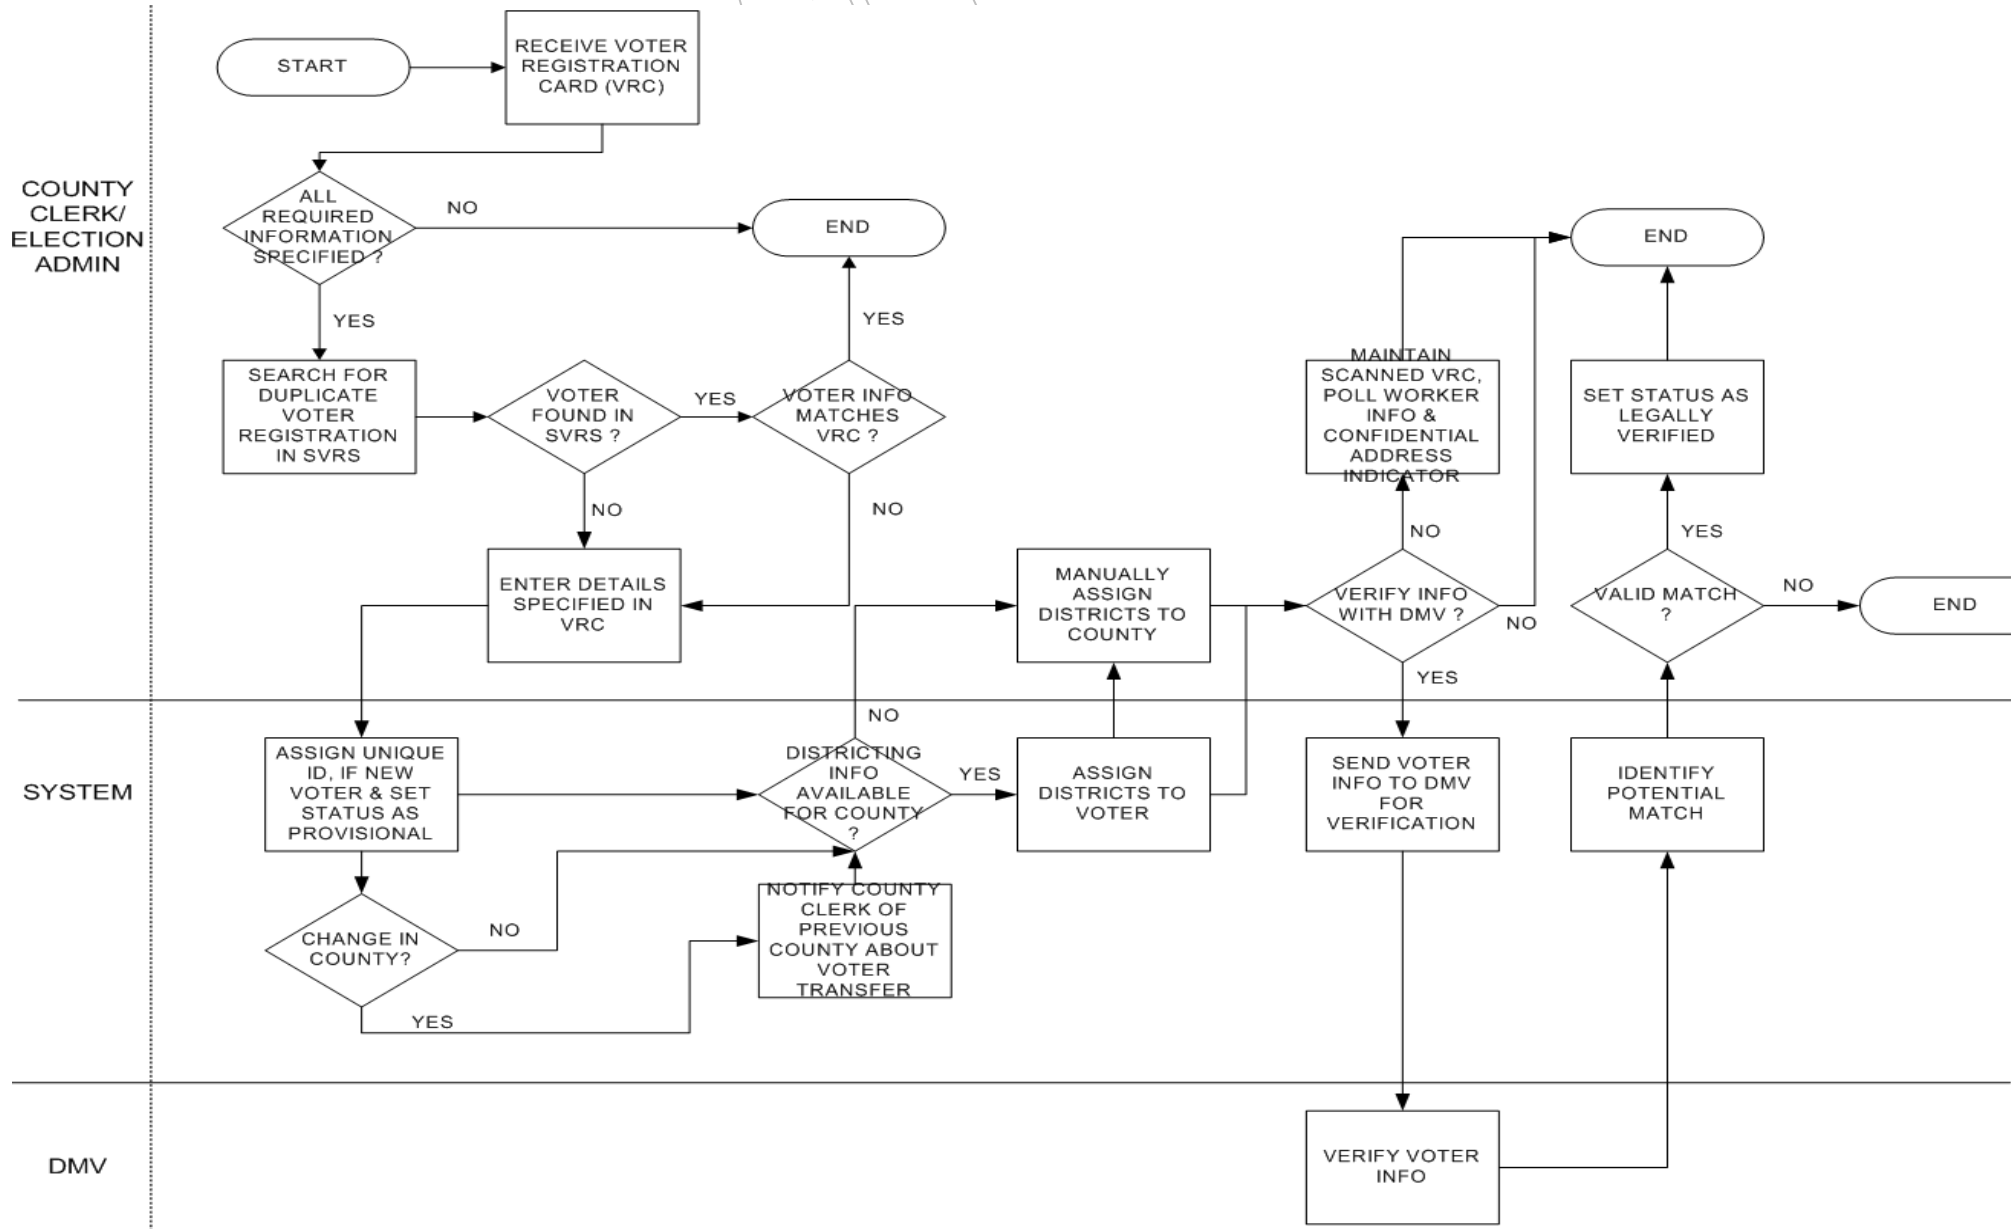 START
RECEIVE VOTER
REGISTRATION
CARD (VRC)
COUNTY
CLERK/
ELECTION
ADMIN
ALL
REQUIRED
INFORMATION
SPECIFIED ?
NO
END
END
YES
YES
SEARCH FOR
DUPLICATE
VOTER
REGISTRATION
IN SVRS
VOTER
FOUND IN
SVRS ?
YES
VOTER INFO
MATCHES
VRC ?
MAINTAIN
SCANNED VRC,
POLL WORKER
INFO &
CONFIDENTIAL
ADDRESS
INDICATOR
SET STATUS AS
LEGALLY
VERIFIED
NO
NO
NO
YES
ENTER DETAILS
SPECIFIED IN
VRC
MANUALLY
ASSIGN
DISTRICTS TO
COUNTY
VERIFY INFO
WITH DMV ?
NO
VALID MATCH
?
NO
END
YES
NO
SYSTEM
ASSIGN UNIQUE
ID, IF NEW
VOTER & SET
STATUS AS
PROVISIONAL
DISTRICTING
INFO
AVAILABLE
FOR COUNTY
?
YES
ASSIGN
DISTRICTS TO
VOTER
SEND VOTER
INFO TO DMV
FOR
VERIFICATION
IDENTIFY
POTENTIAL
MATCH
CHANGE IN
COUNTY?
NO
NOTIFY COUNTY
CLERK OF
PREVIOUS
COUNTY ABOUT
VOTER
TRANSFER
YES
DMV
VERIFY VOTER
INFO